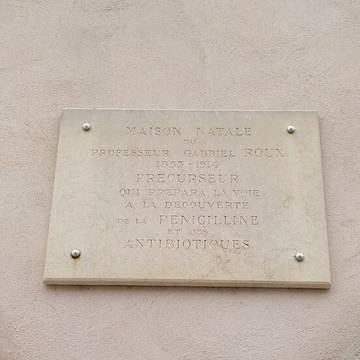 MAISON NATALE
DU
PROFESSEUR GABRIEL ROUX
1853-1914
PRECURSEUR
QUI PREPARA LA VOIE
A LA DECOUVERTE
DE LA PENICILLINE
ET DES
ANTIBIOTIQUES